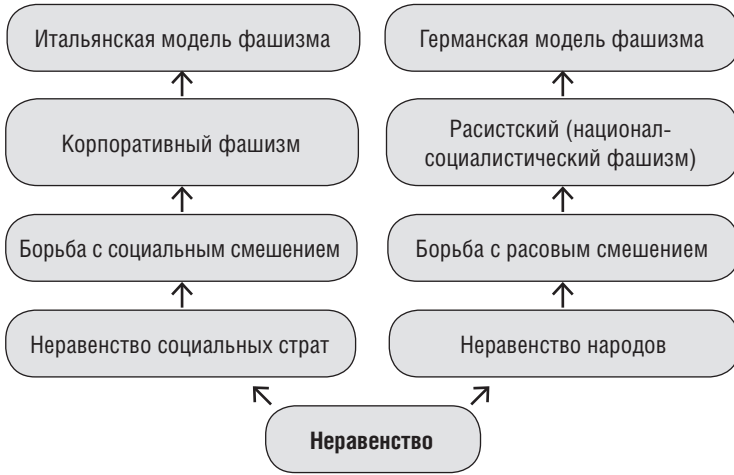 Итальянская модель фашизма
Германская модель фашизма
Корпоративный фашизм
Расистский (национал-
социалистический фашизм)
Борьба с социальным смешением
Борьба с расовым смешением
Неравенство социальных страт
Неравенство народов
Неравенство